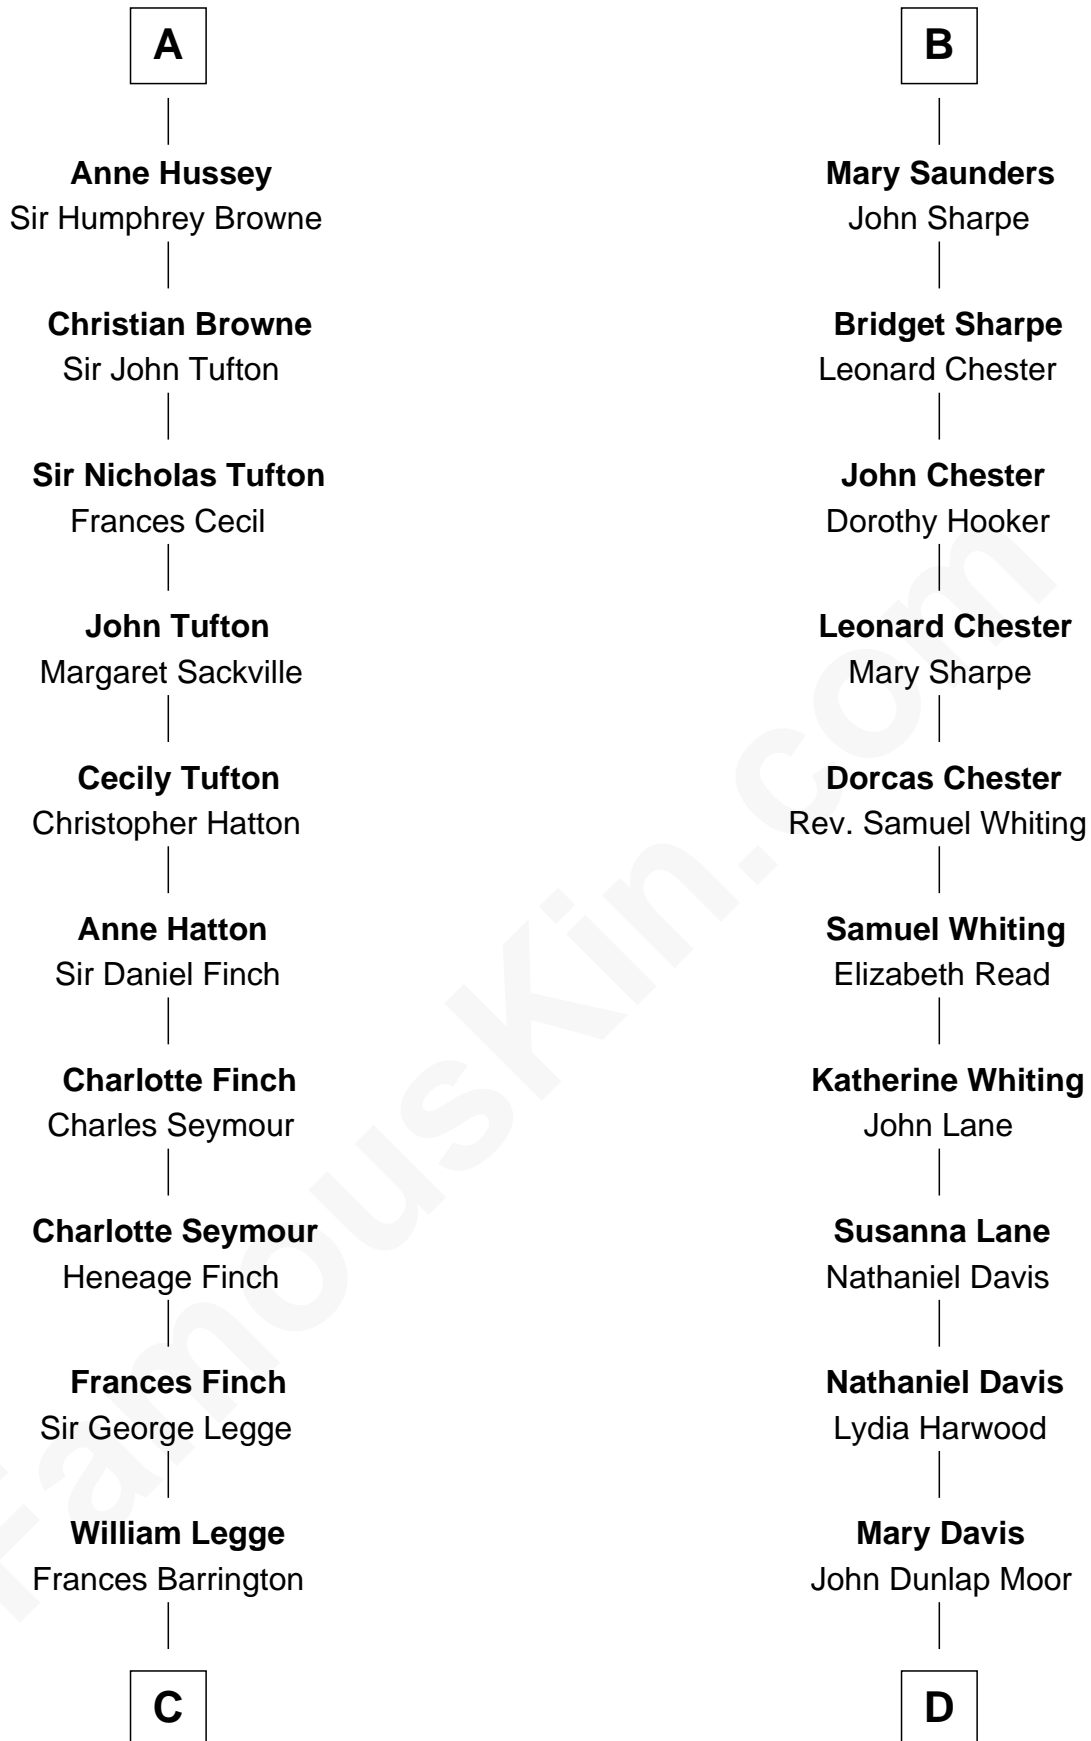 A
Anne Hussey
Sir Humphrey Browne
Christian Browne
Sir John Tufton
Sir Nicholas Tufton
Frances Cecil
John Tufton
Margaret Sackville
Cecily Tufton
Christopher Hatton
Anne Hatton
Sir Daniel Finch
Charlotte Finch
Charles Seymour
Charlotte Seymour
Heneage Finch
Frances Finch
Sir George Legge
William Legge
Frances Barrington
C
B
Mary Saunders
John Sharpe
Bridget Sharpe
Leonard Chester
John Chester
Dorothy Hooker
Leonard Chester
Mary Sharpe
Dorcas Chester
Rev. Samuel Whiting
Samuel Whiting
Elizabeth Read
Katherine Whiting
John Lane
Susanna Lane
Nathaniel Davis
Nathaniel Davis
Lydia Harwood
Mary Davis
John Dunlap Moor
D
FamousKin.com